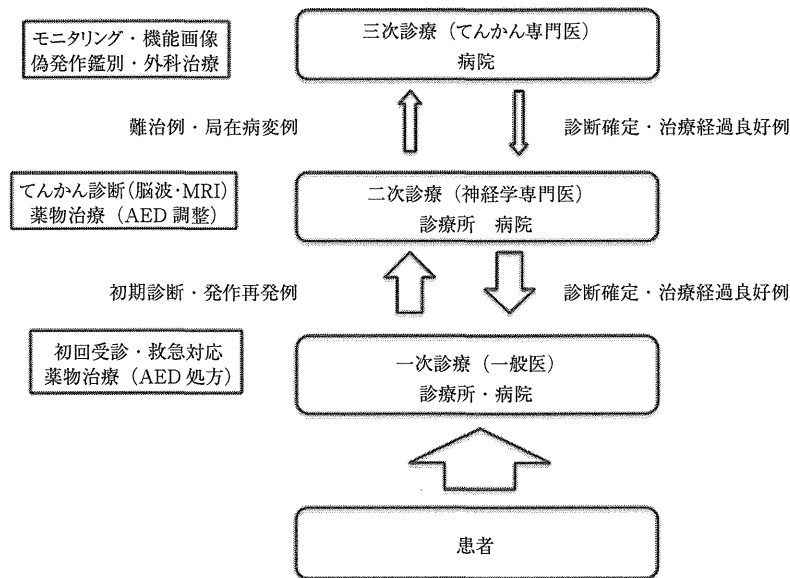 モニタリング・機能画像
偽発作鑑別・外科治療
三次診療（てんかん専門医）
病院
難治例・局在病変例
診断確定・治療経過良好例
てんかん診断（脳波・MRI）
薬物治療（AED 調整）
二次診療（神経学専門医）
診療所　病院
初期診断・発作再発例
診断確定・治療経過良好例
初回受診・救急対応
薬物治療（AED 処方）
一次診療（一般医）
診療所・病院
患者